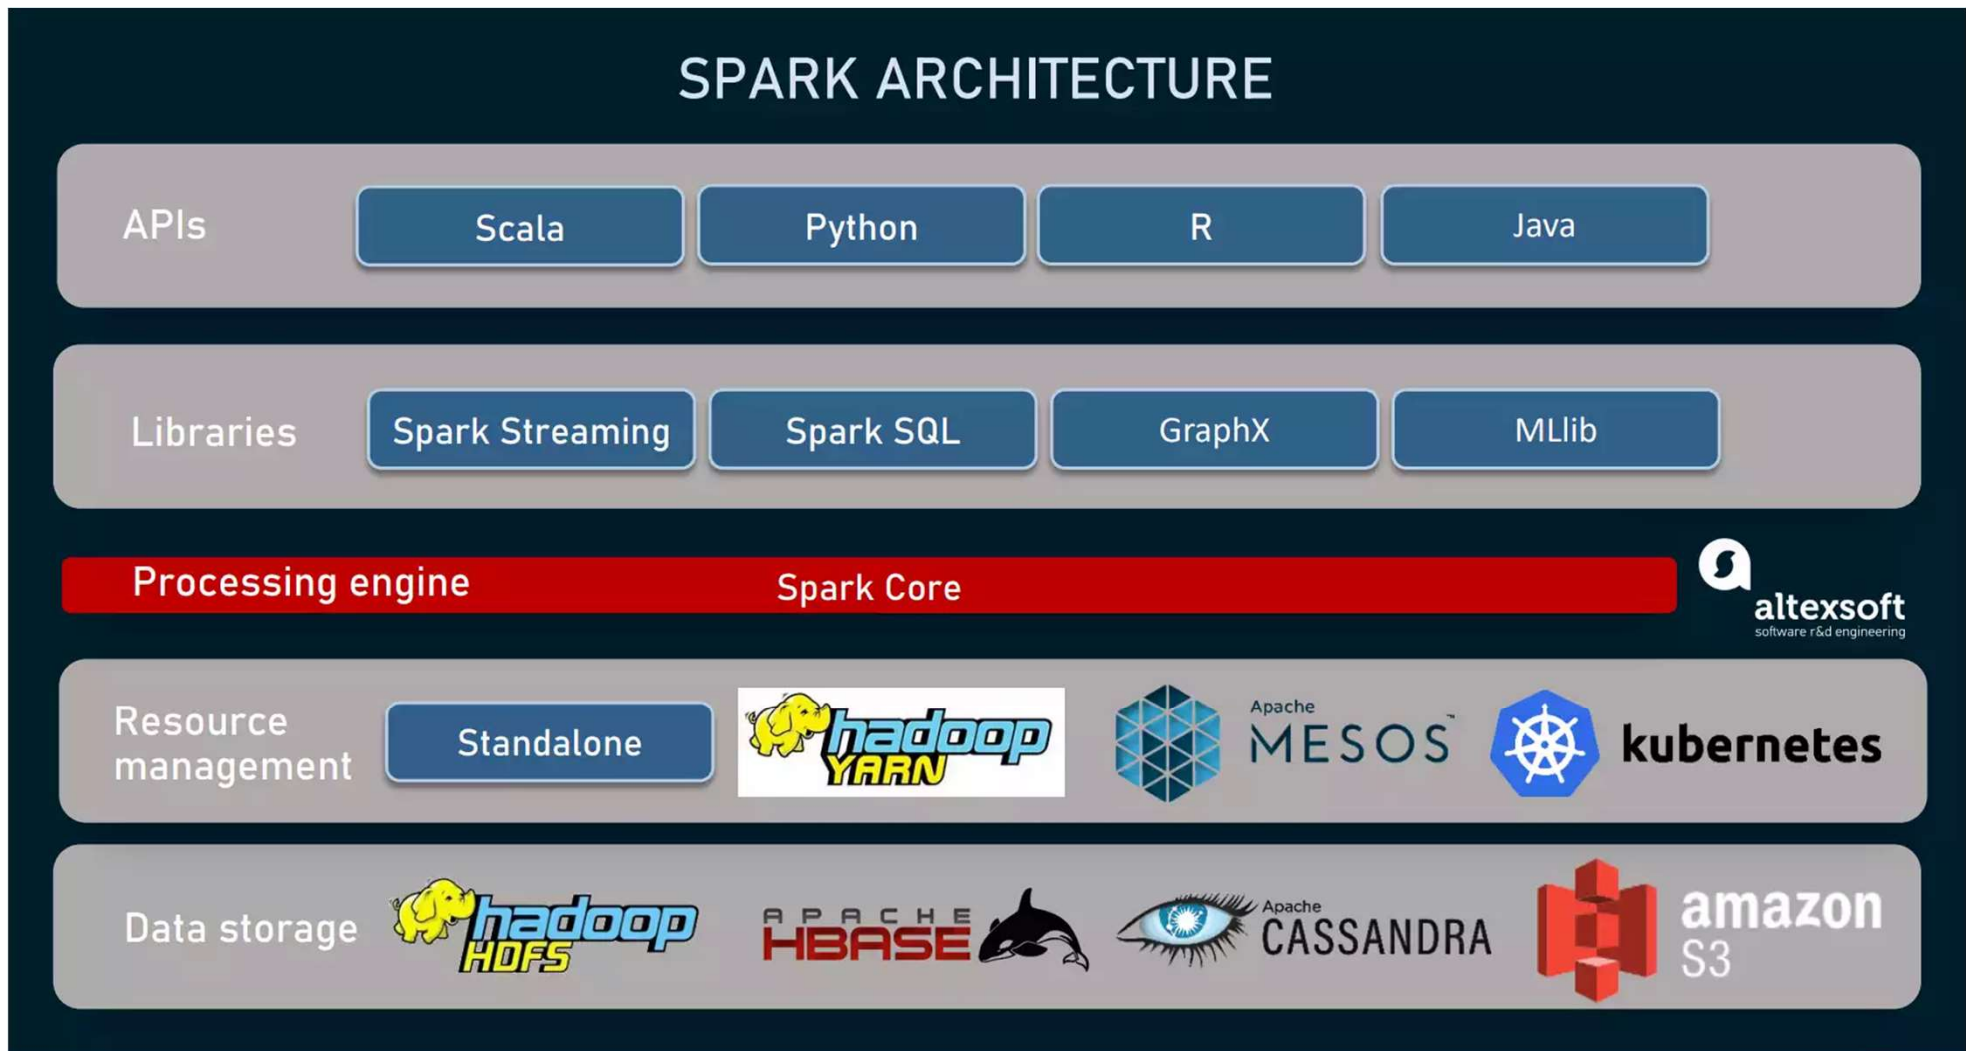 SPARK ARCHITECTURE
APIs
Scala
Python
R
Java
Libraries
Spark Streaming
Spark SQL
GraphX
MLlib
Processing engine
Spark Core
altexsoft
software r&d engineering
Resource
management
Standalone
hadoop
YARN
Apache
MESOS™
kubernetes
Data storage
hadoop
HDFS
APACHE
HBASE
Apache
CASSANDRA
amazon
S3